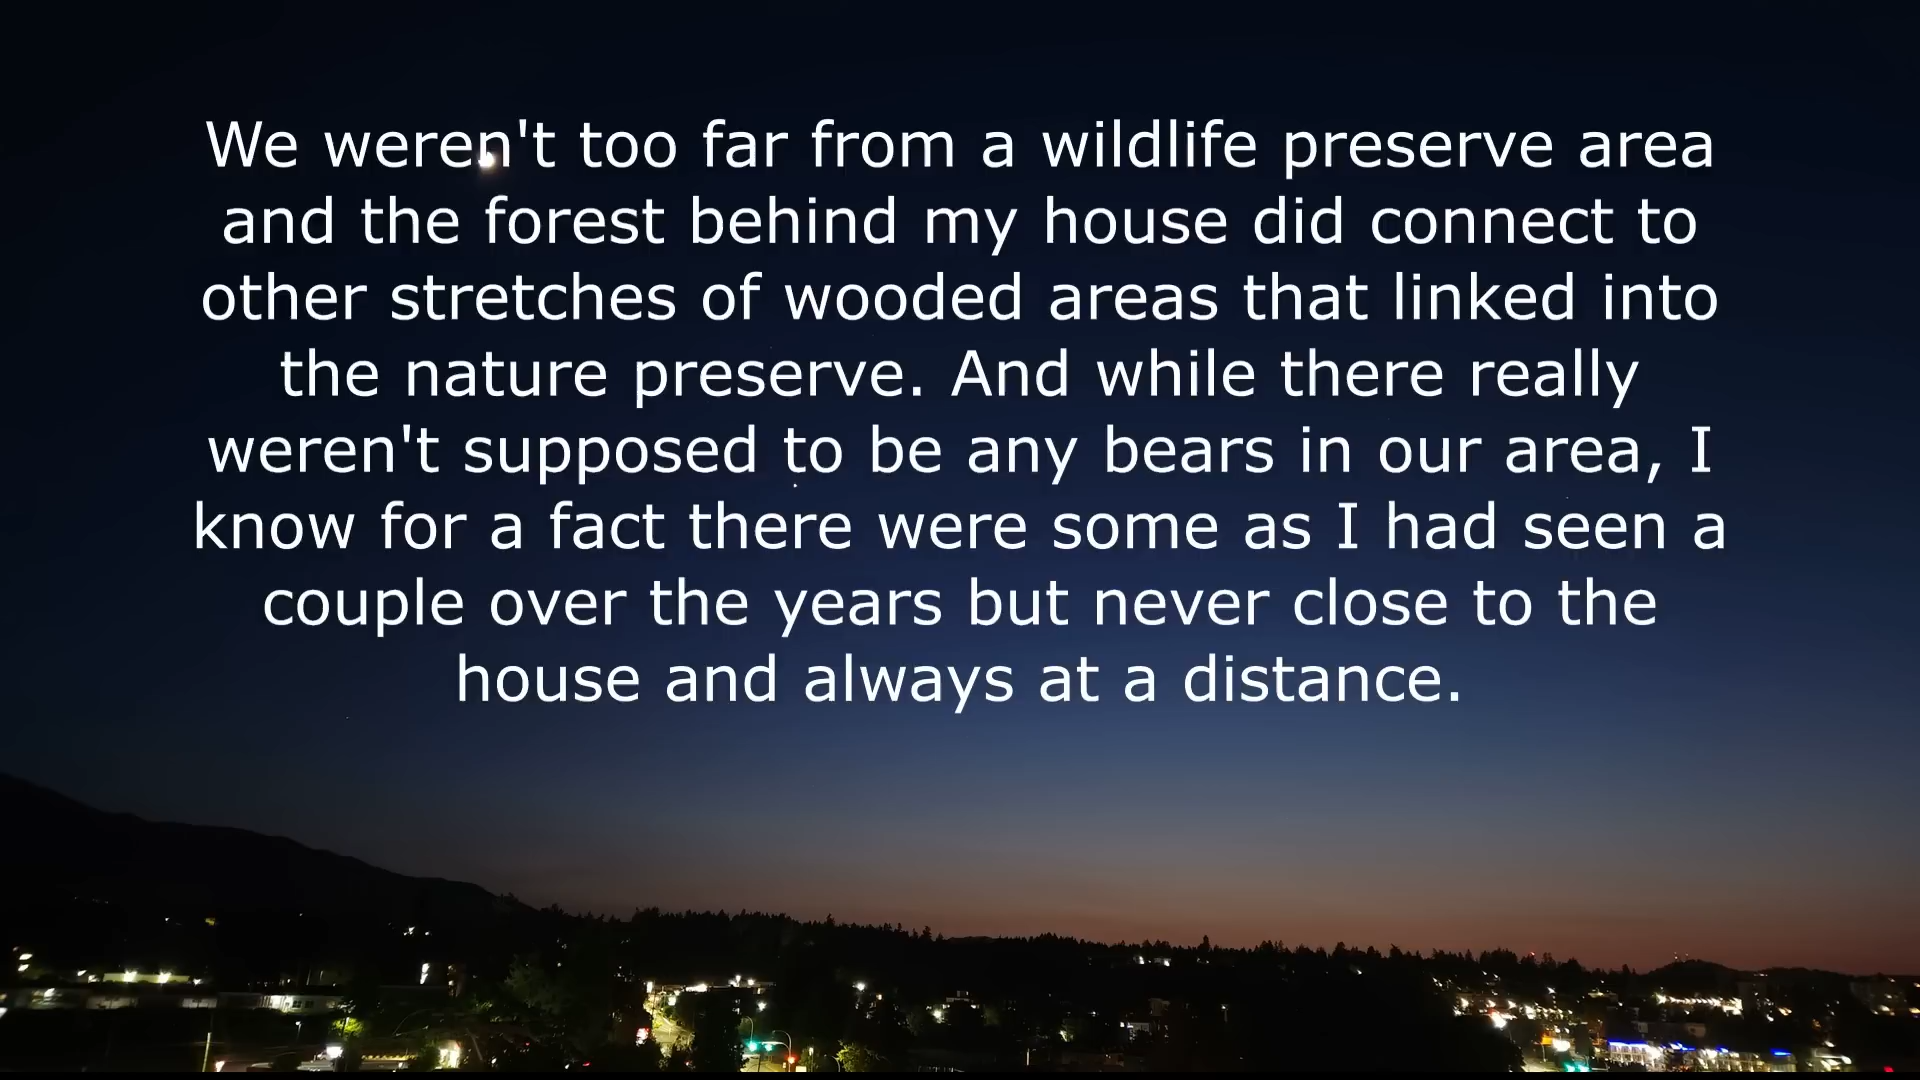 We weren't too far from a wildlife preserve area
and the forest behind my house did connect to
other stretches of wooded areas that linked into
the nature preserve. And while there really
weren't supposed to be any bears in our area, I
know for a fact there were some as I had seen a
couple over the years but never close to the
house and always at a distance.